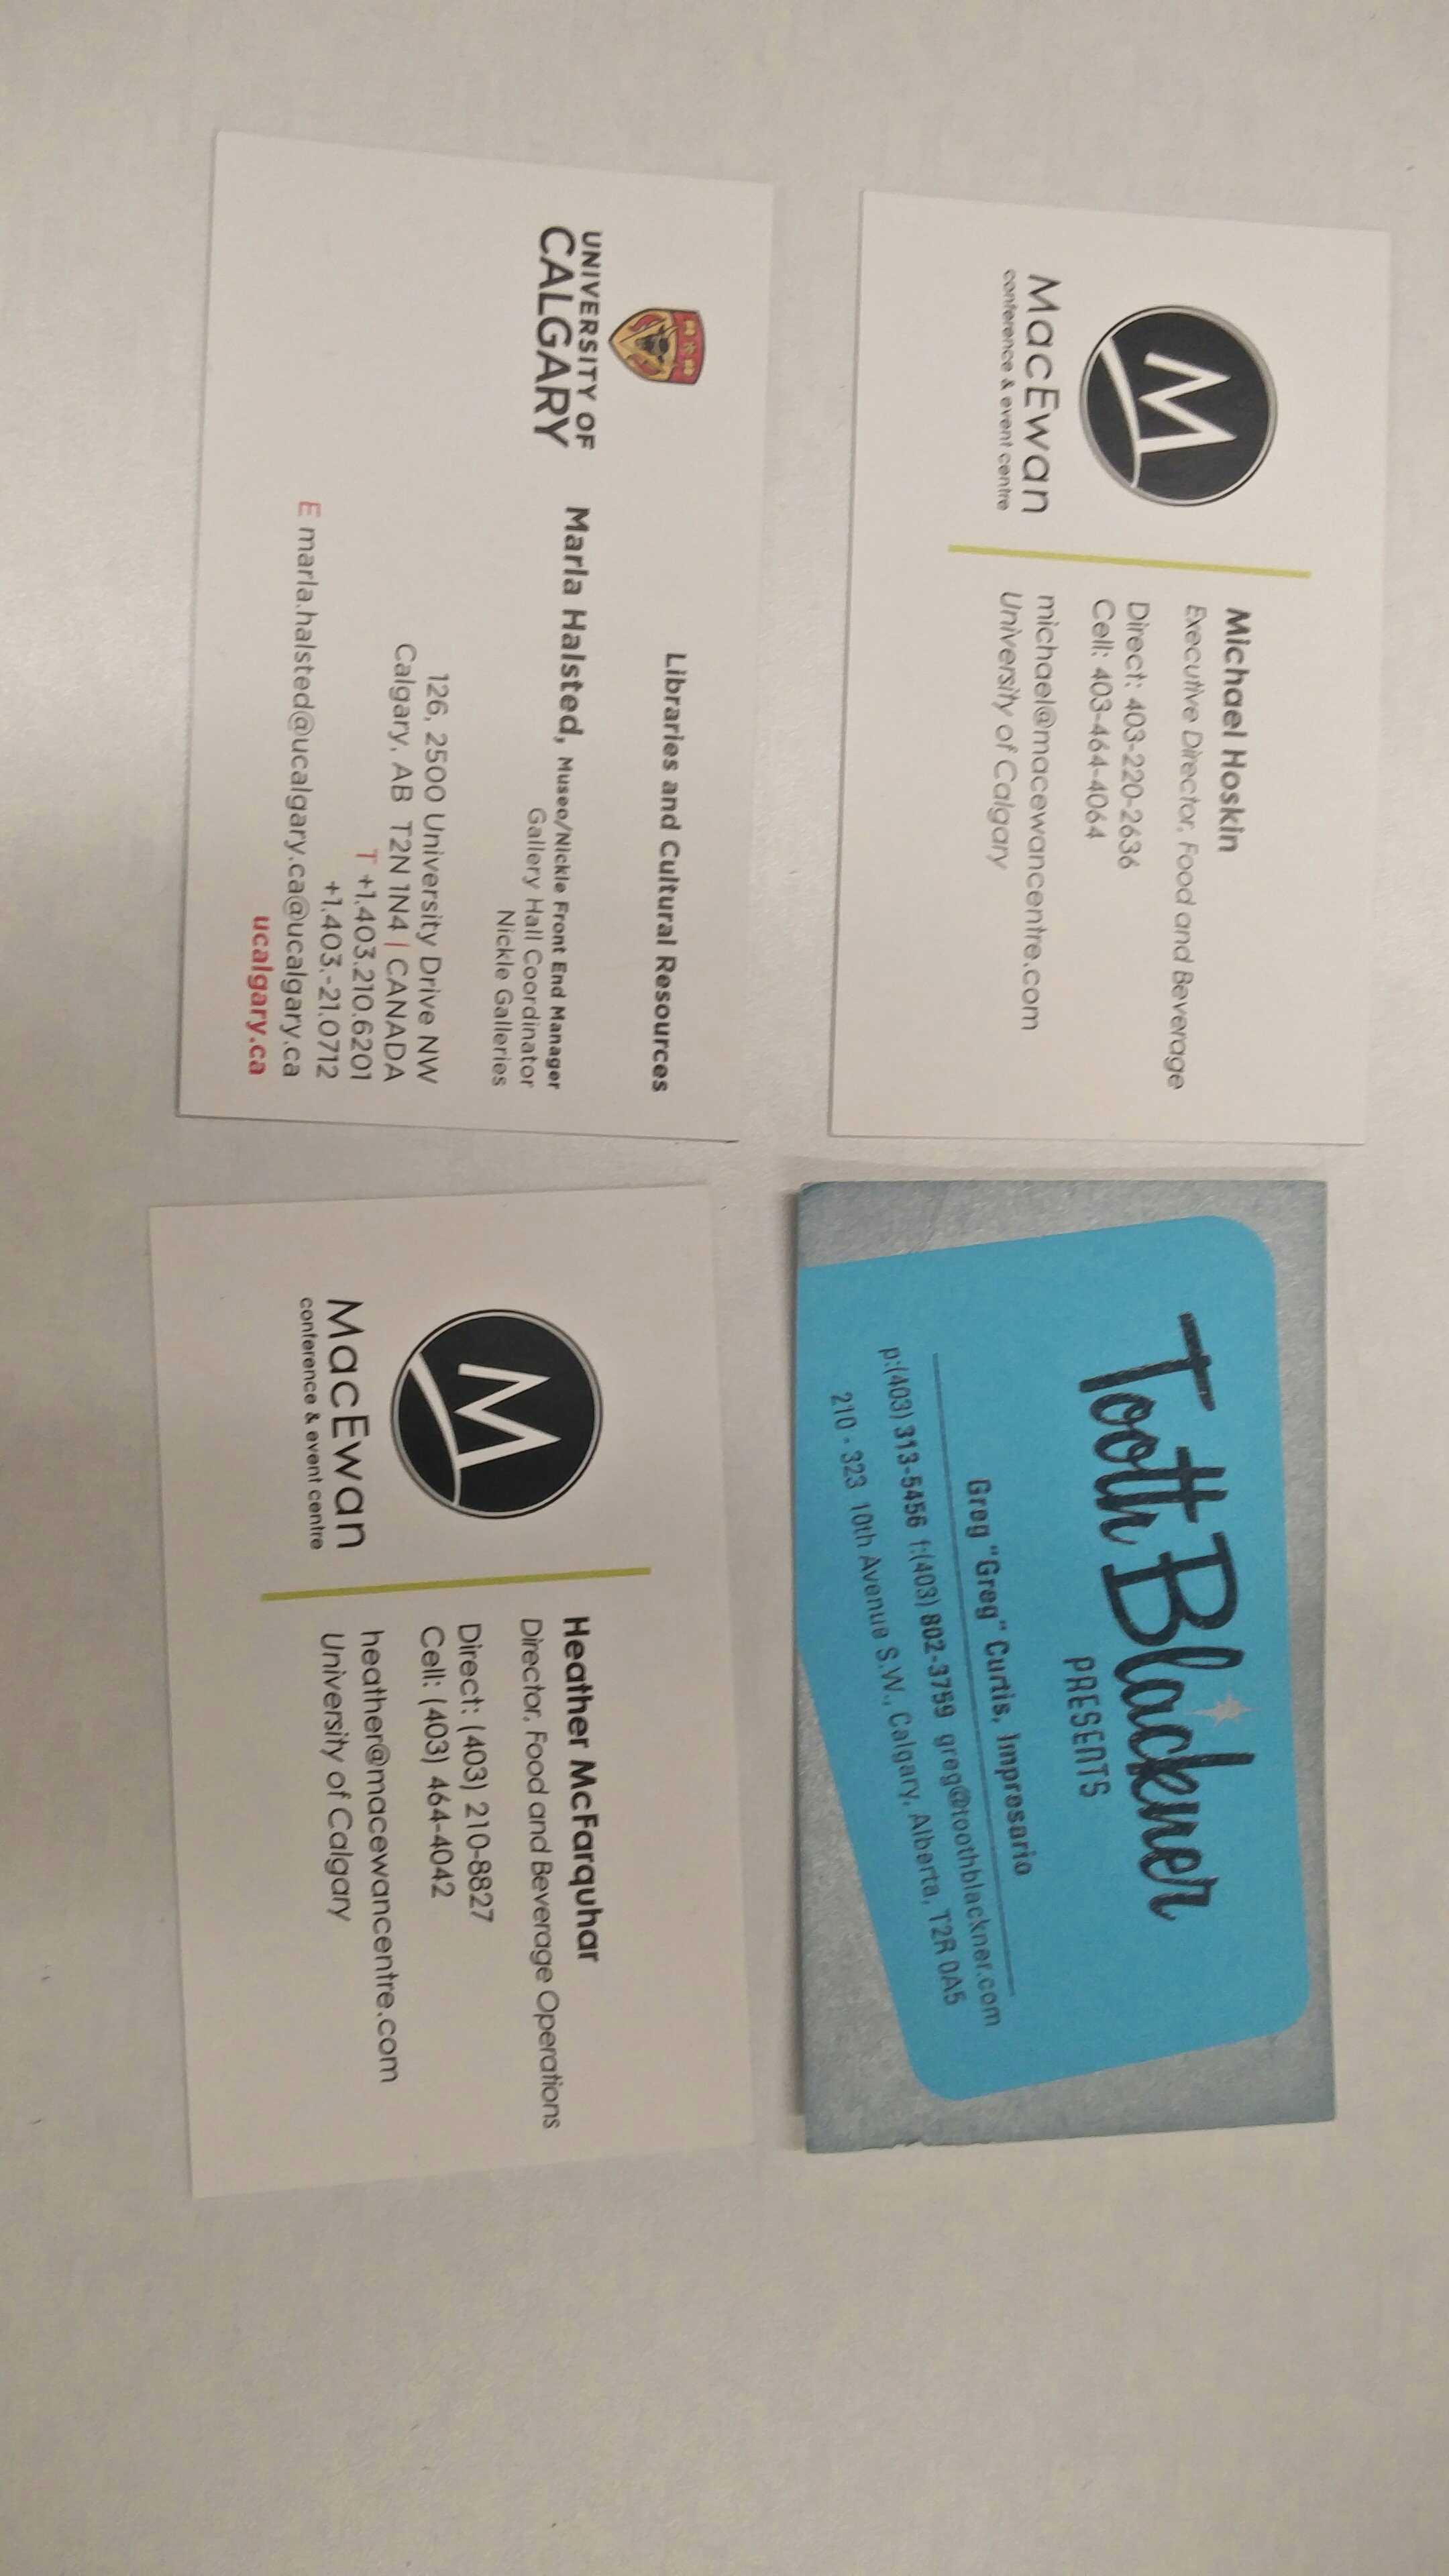 MacEwan
conference & event centre
Michael Hoskin
Executive Director, Food and Beverage
Direct: 403-220-2636
Cell: 403-464-4064
michael@macewancentre.com
University of Calgary
Tooth Blackner
PRESENTS
Greg "Greg" Curtis, Impresario
p:(403) 313-5456 f:(403) 802-3759 greg@toothblackner.com
210 - 323 10th Avenue S.W., Calgary, Alberta, T2R 0A5
UNIVERSITY OF
CALGARY
Libraries and Cultural Resources
Marla Halsted, Museo/Nickle Front End Manager
Gallery Hall Coordinator
Nickle Galleries
126, 2500 University Drive NW
Calgary, AB T2N 1N4 | CANADA
T +1.403.210.6201
+1.403.-21.0712
E marla.halsted@ucalgary.ca@ucalgary.ca
ucalgary.ca
MacEwan
conference & event centre
Heather McFarquhar
Director, Food and Beverage Operations
Direct: (403) 210-8827
Cell: (403) 464-4042
heather@macewancentre.com
University of Calgary